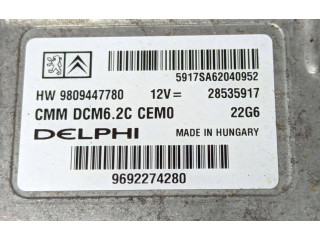 5917SA62040952
HW 9809447780 12V= 28535917
CMM DCM6.2C CEM0 22G6
DELPHI MADE IN HUNGARY
9692274280